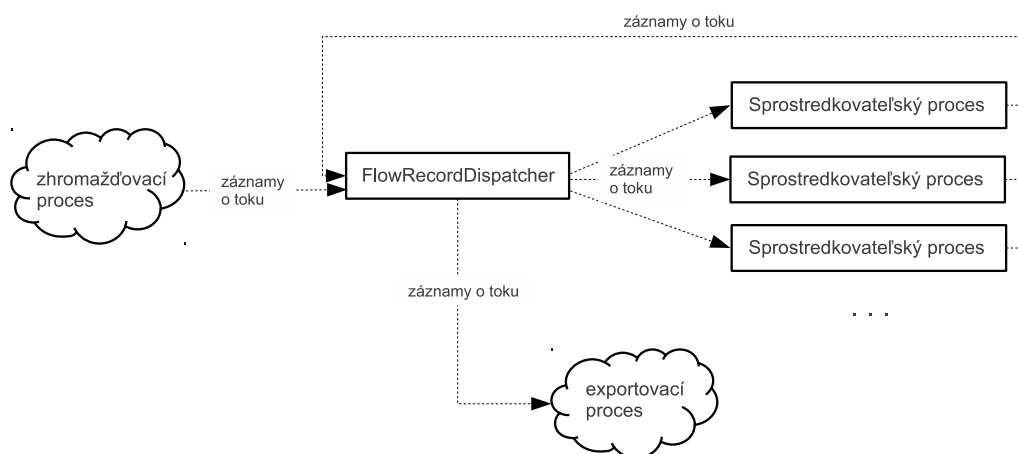 záznamy o toku
Sprostredkovateľský proces
zhromažďovací
proces
záznamy
o toku
FlowRecordDispatcher
záznamy
o toku
Sprostredkovateľský proces
Sprostredkovateľský proces
záznamy o toku
. . .
exportovací
proces